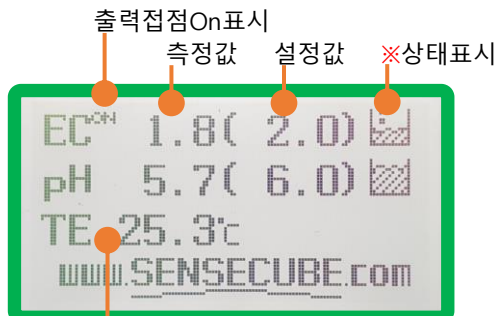 출력접점On표시
측정값 설정값 ※상태표시
EC ON 1.8( 2.0)
pH 5.7( 6.0)
TE 25.3℃
www.SENSECUBE.com